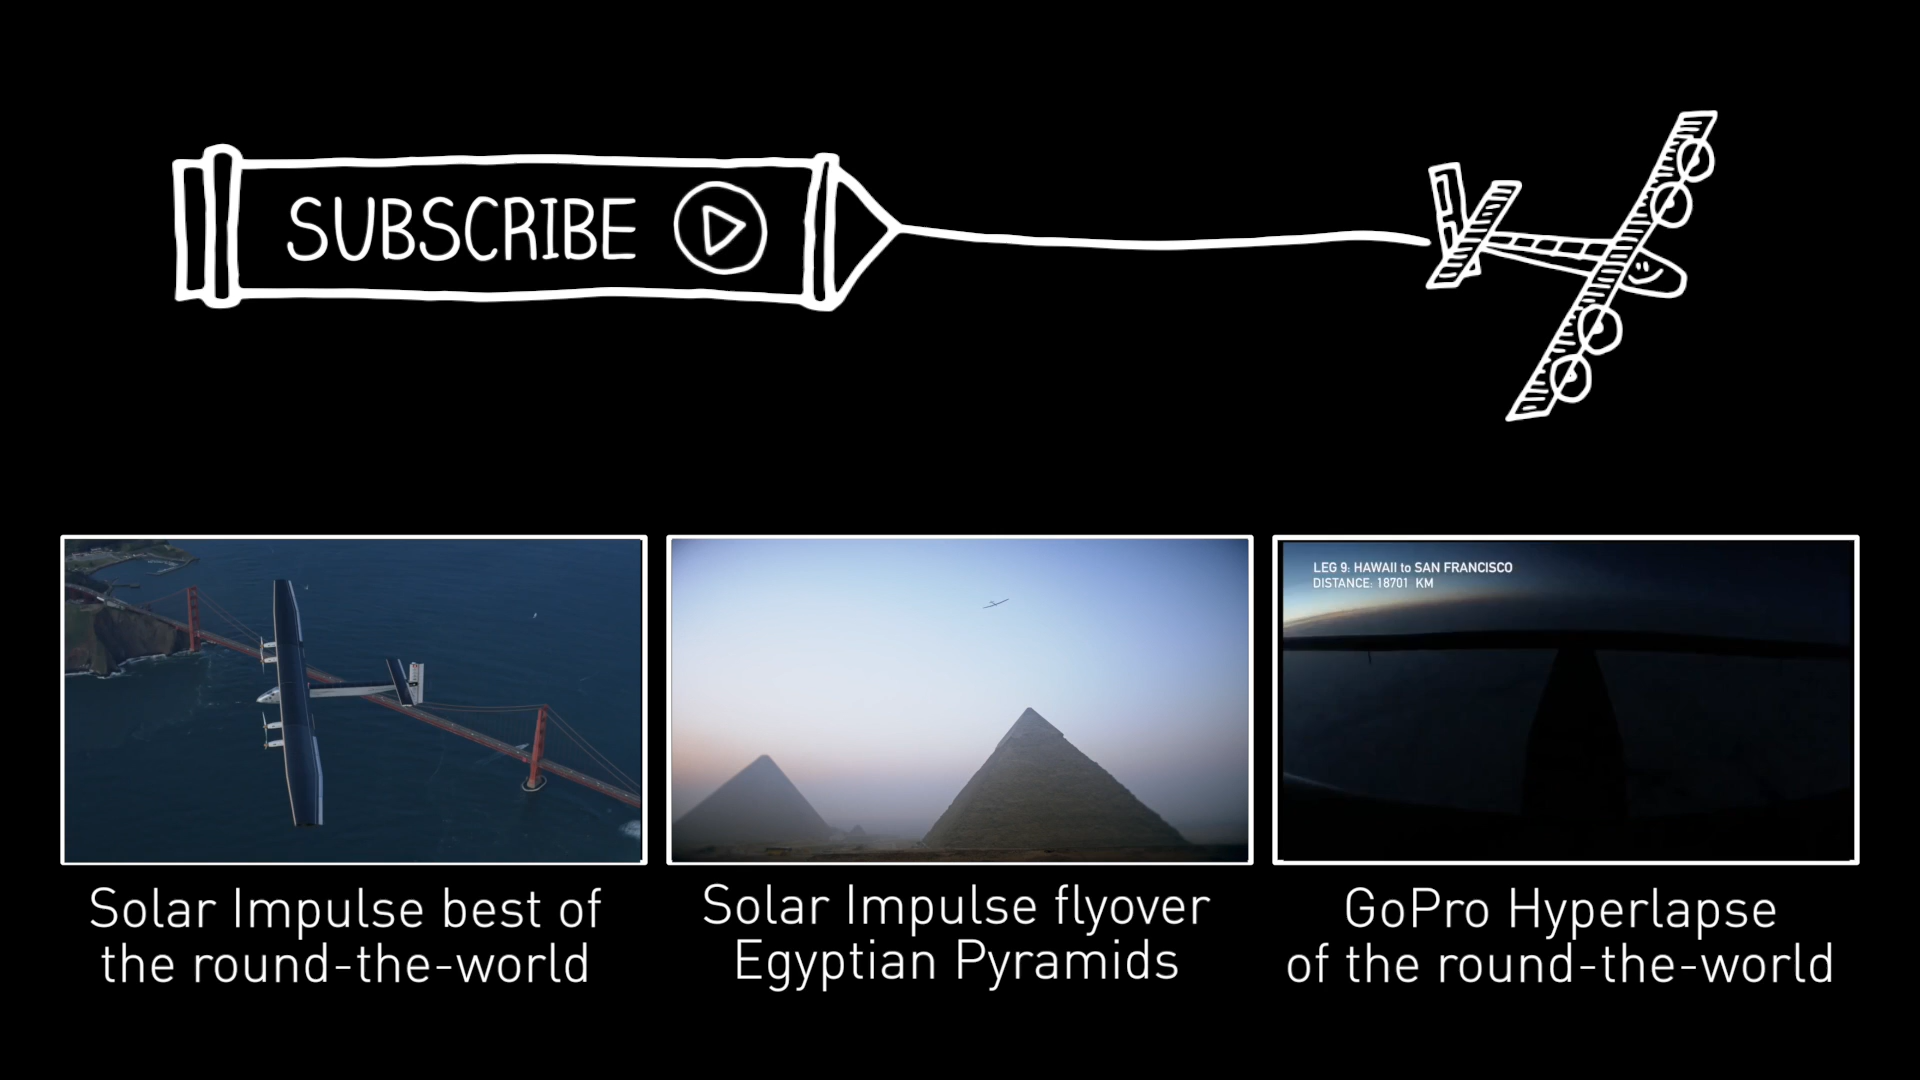 SUBSCRIBE
LEG 9: HAWAII to SAN FRANCISCO
DISTANCE: 18701 KM
Solar Impulse best of
the round-the-world
Solar Impulse flyover
Egyptian Pyramids
GoPro Hyperlapse
of the round-the-world